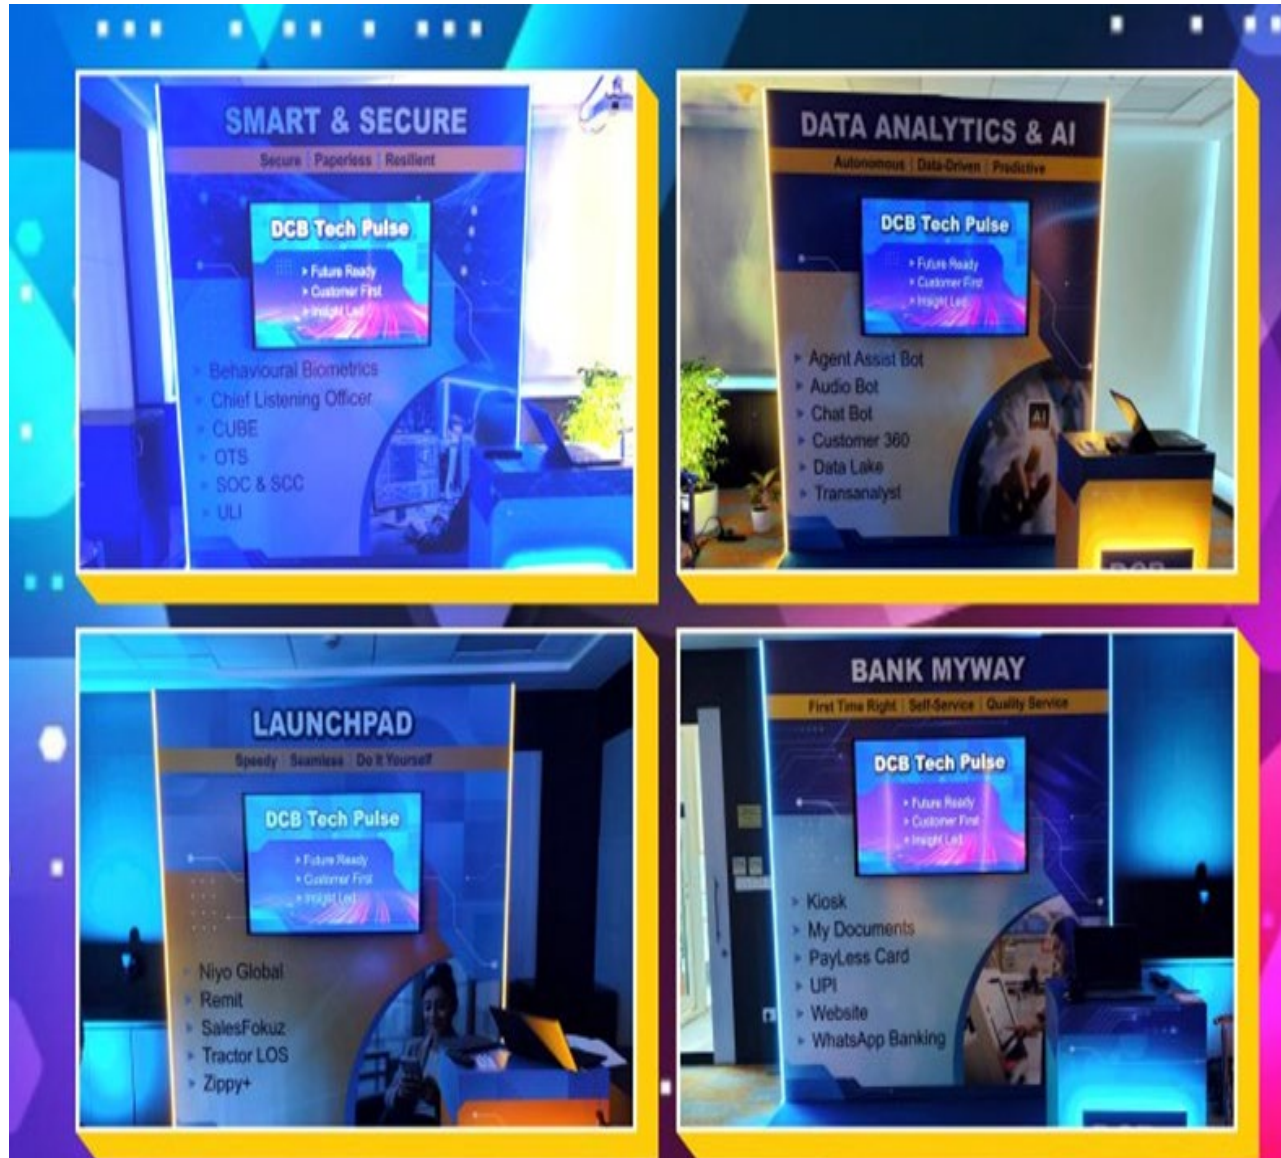 SMART & SECURE
Secure | Paperless | Resilient
DCB Tech Pulse
Future Ready
Customer First
Insight Led
Behavioural Biometrics
Chief Listening Officer
CUBE
OTS
SOC & SCC
ULI
DATA ANALYTICS & AI
Autonomous | Data-Driven | Predictive
DCB Tech Pulse
Future Ready
Customer First
Insight Led
Agent Assist Bot
Audio Bot
Chat Bot
Customer 360
Data Lake
Transanalyst
AI
DCB
LAUNCHPAD
Speedy | Seamless | Do It Yourself
DCB Tech Pulse
Future Ready
Customer First
Insight Led
Niyo Global
Remit
SalesFokuz
Tractor LOS
Zippy+
BANK MYWAY
First Time Right | Self-Service | Quality Service
DCB Tech Pulse
Future Ready
Customer First
Insight Led
Kiosk
My Documents
PayLess Card
UPI
Website
WhatsApp Banking